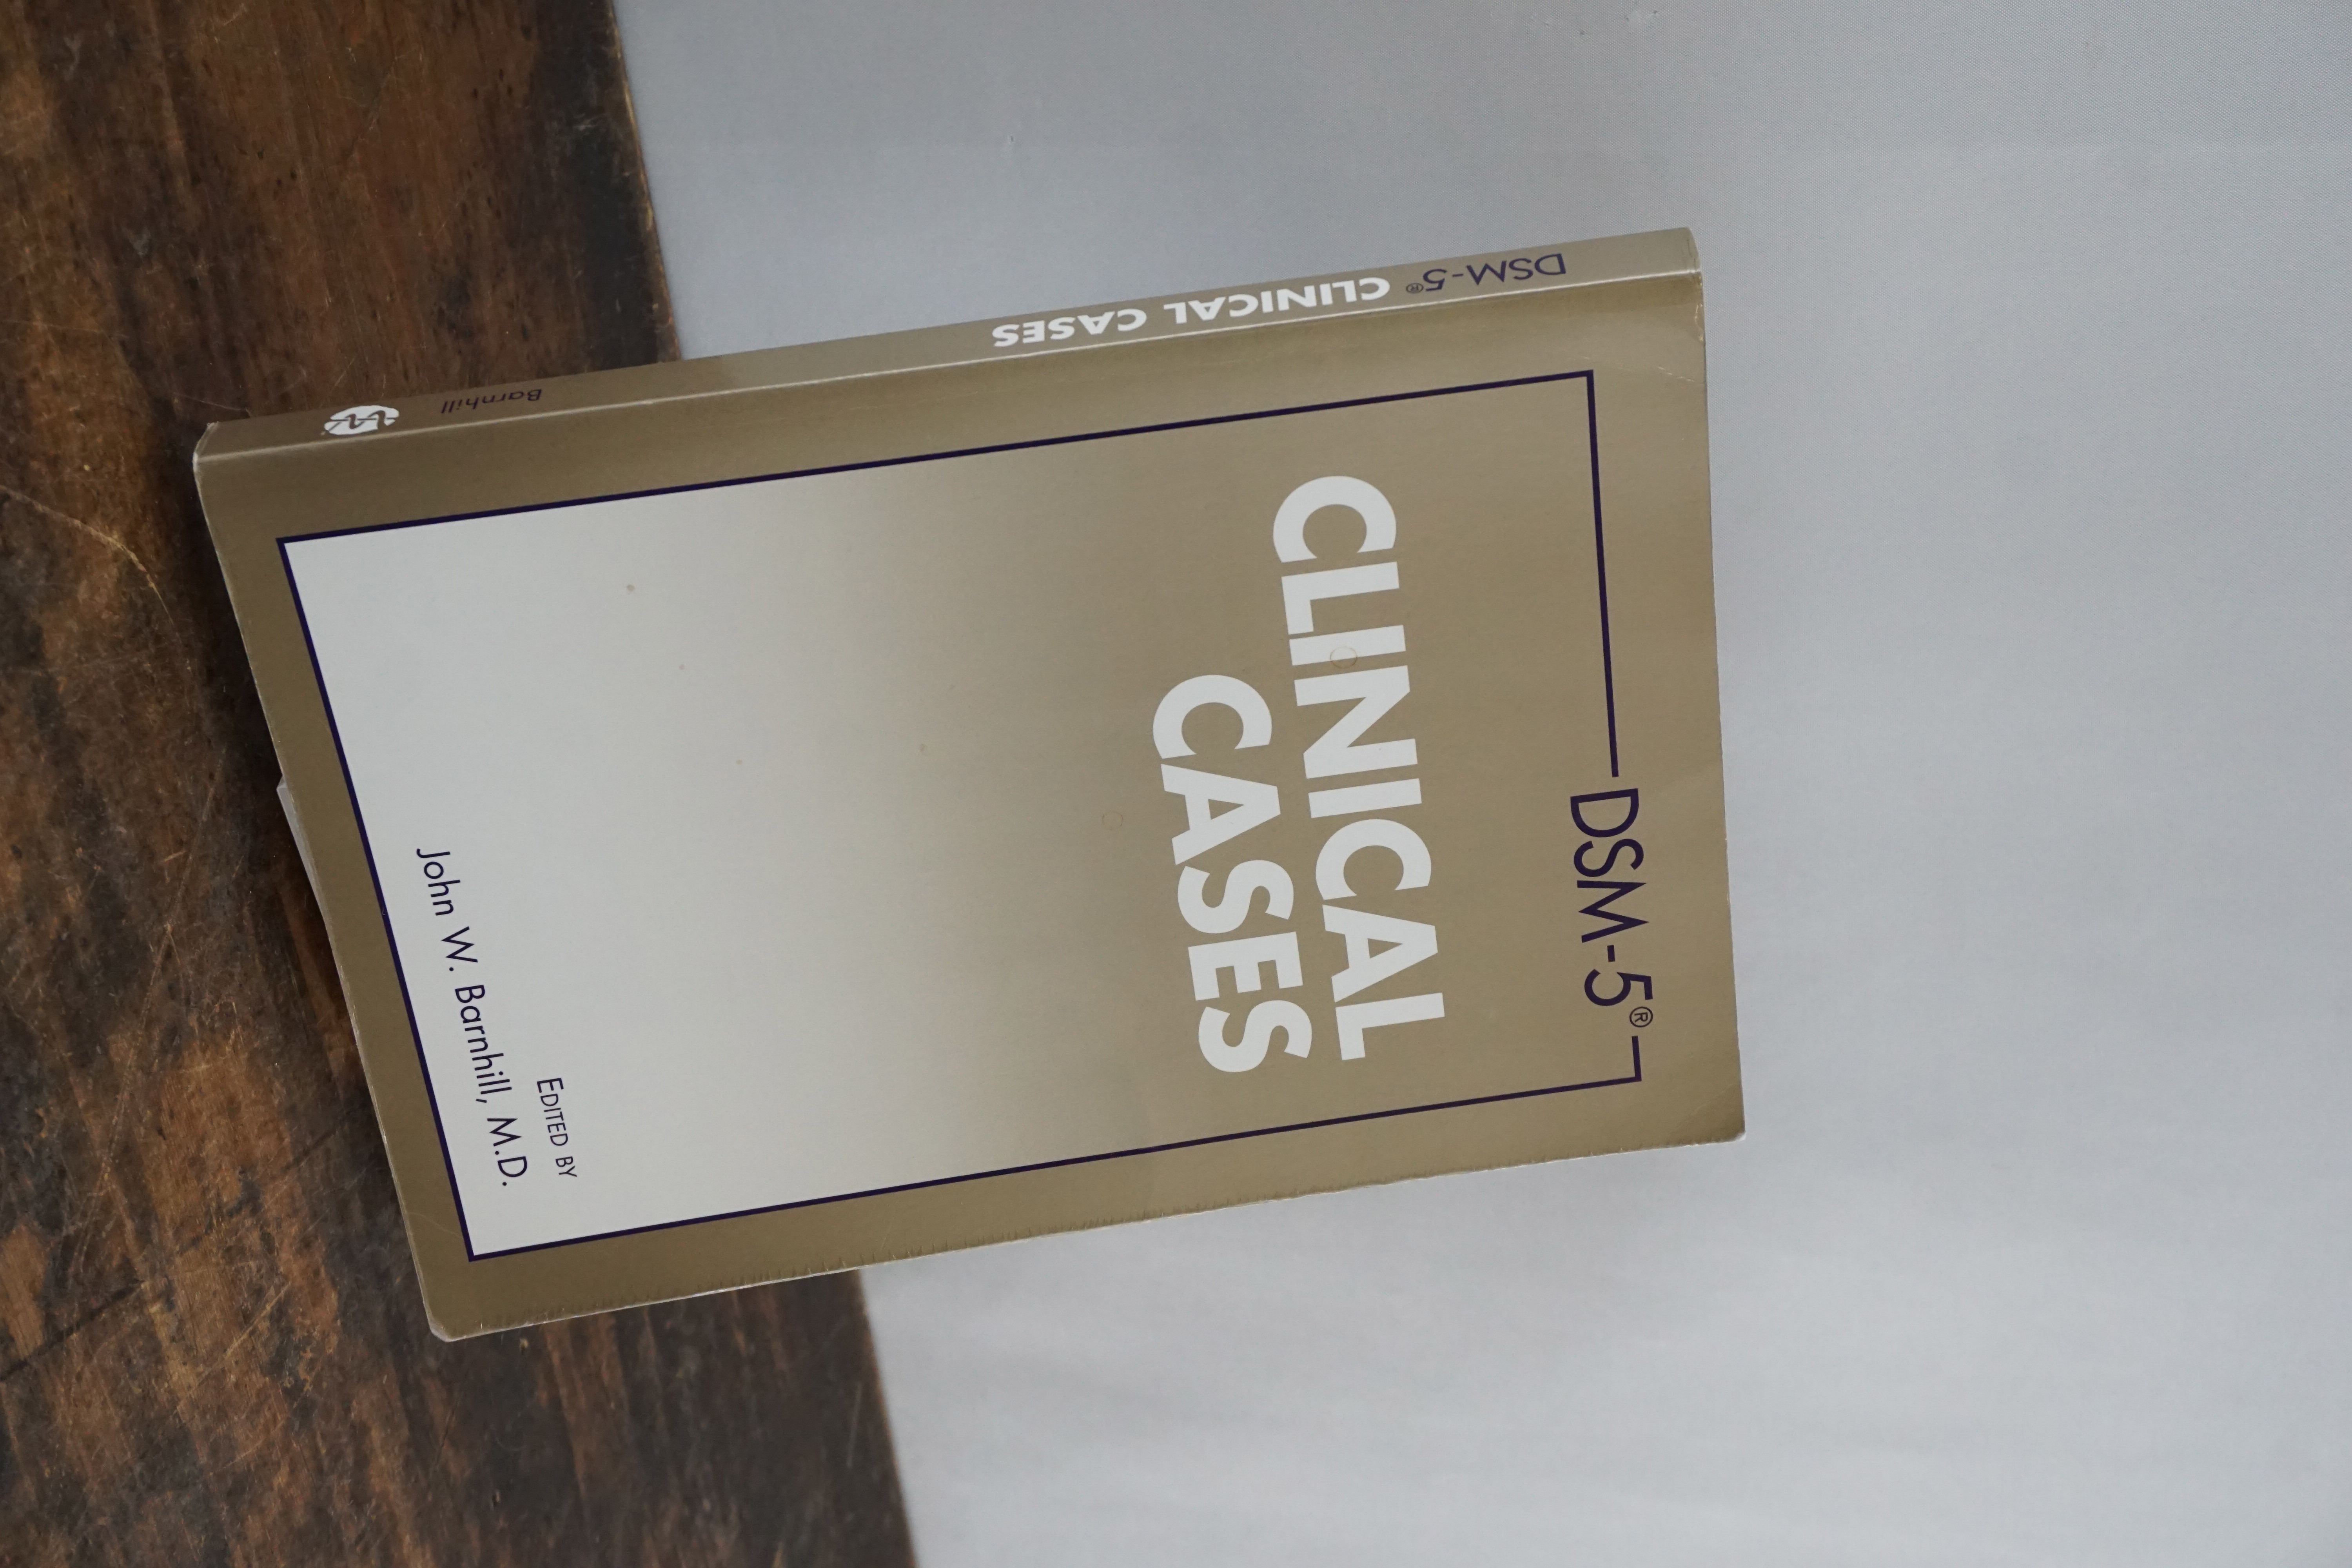 DSM-5®
CLINICAL
CASES
EDITED BY
John W. Barnhill, M.D.
DSM-5® CLINICAL CASES
Barnhill